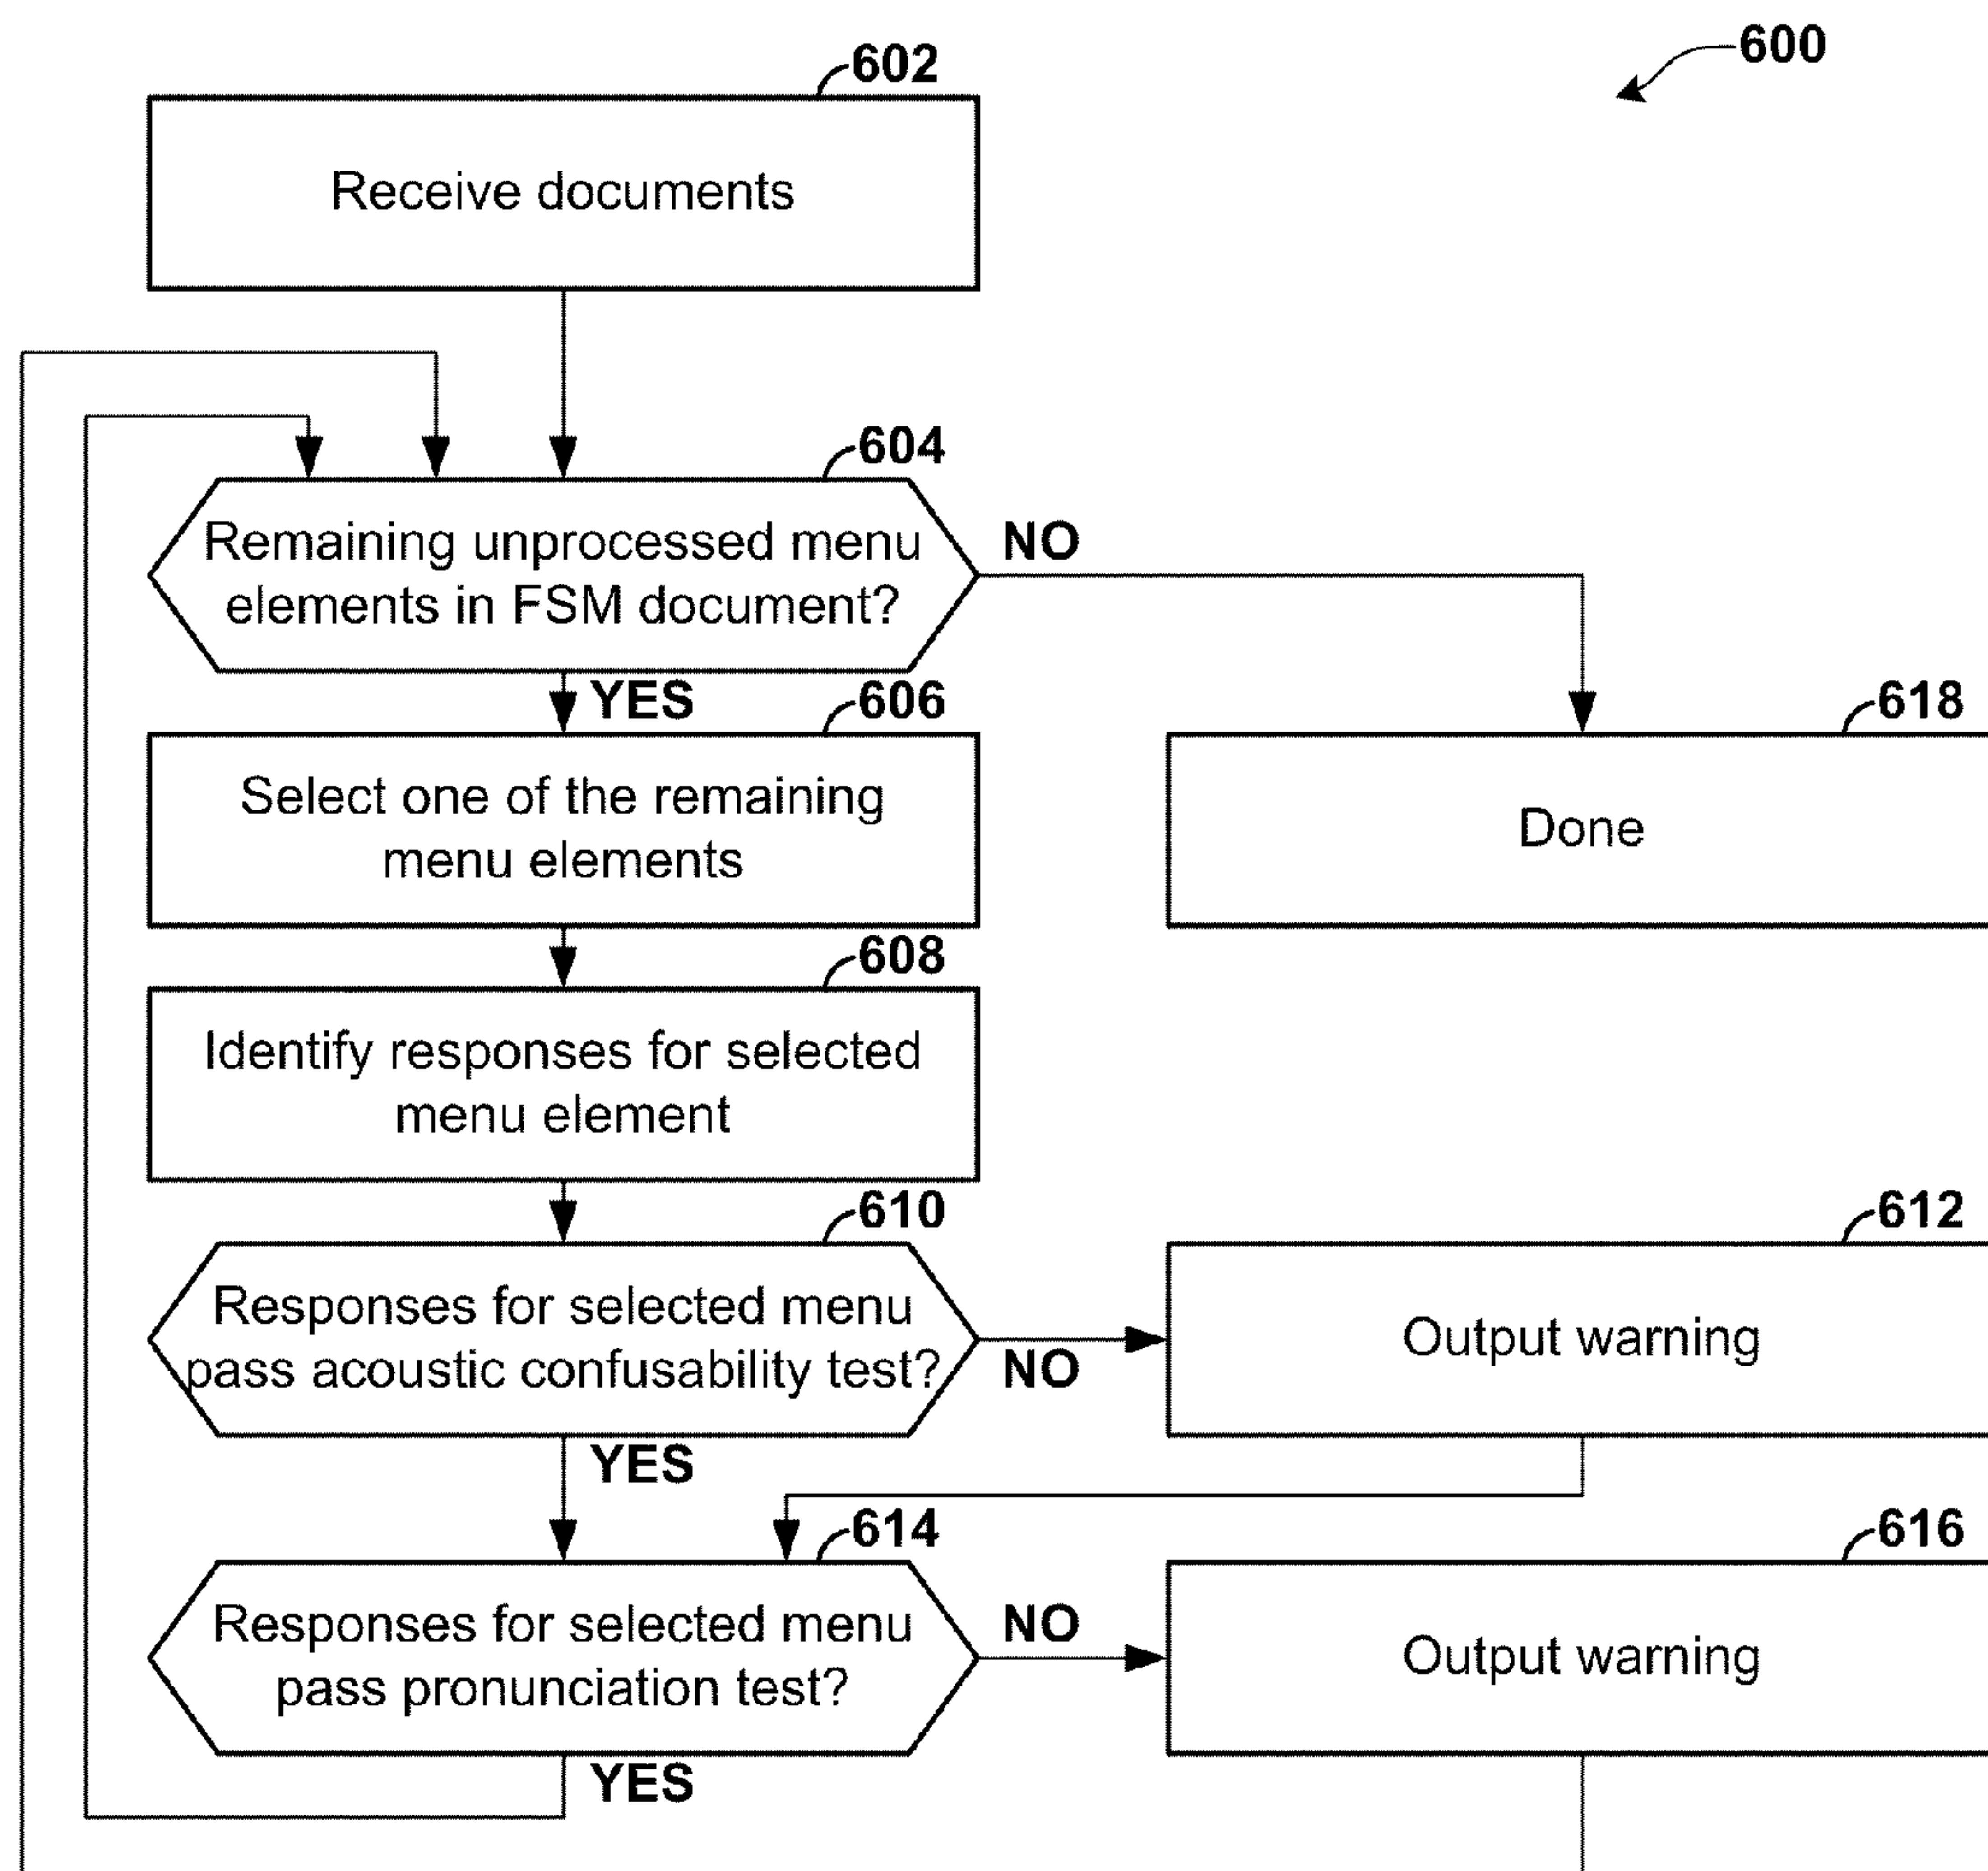 600
602
Receive documents
604
Remaining unprocessed menu
elements in FSM document?
NO
YES
606
Select one of the remaining
menu elements
618
Done
608
Identify responses for selected
menu element
610
Responses for selected menu
pass acoustic confusability test?
NO
612
Output warning
YES
614
Responses for selected menu
pass pronunciation test?
NO
616
Output warning
YES